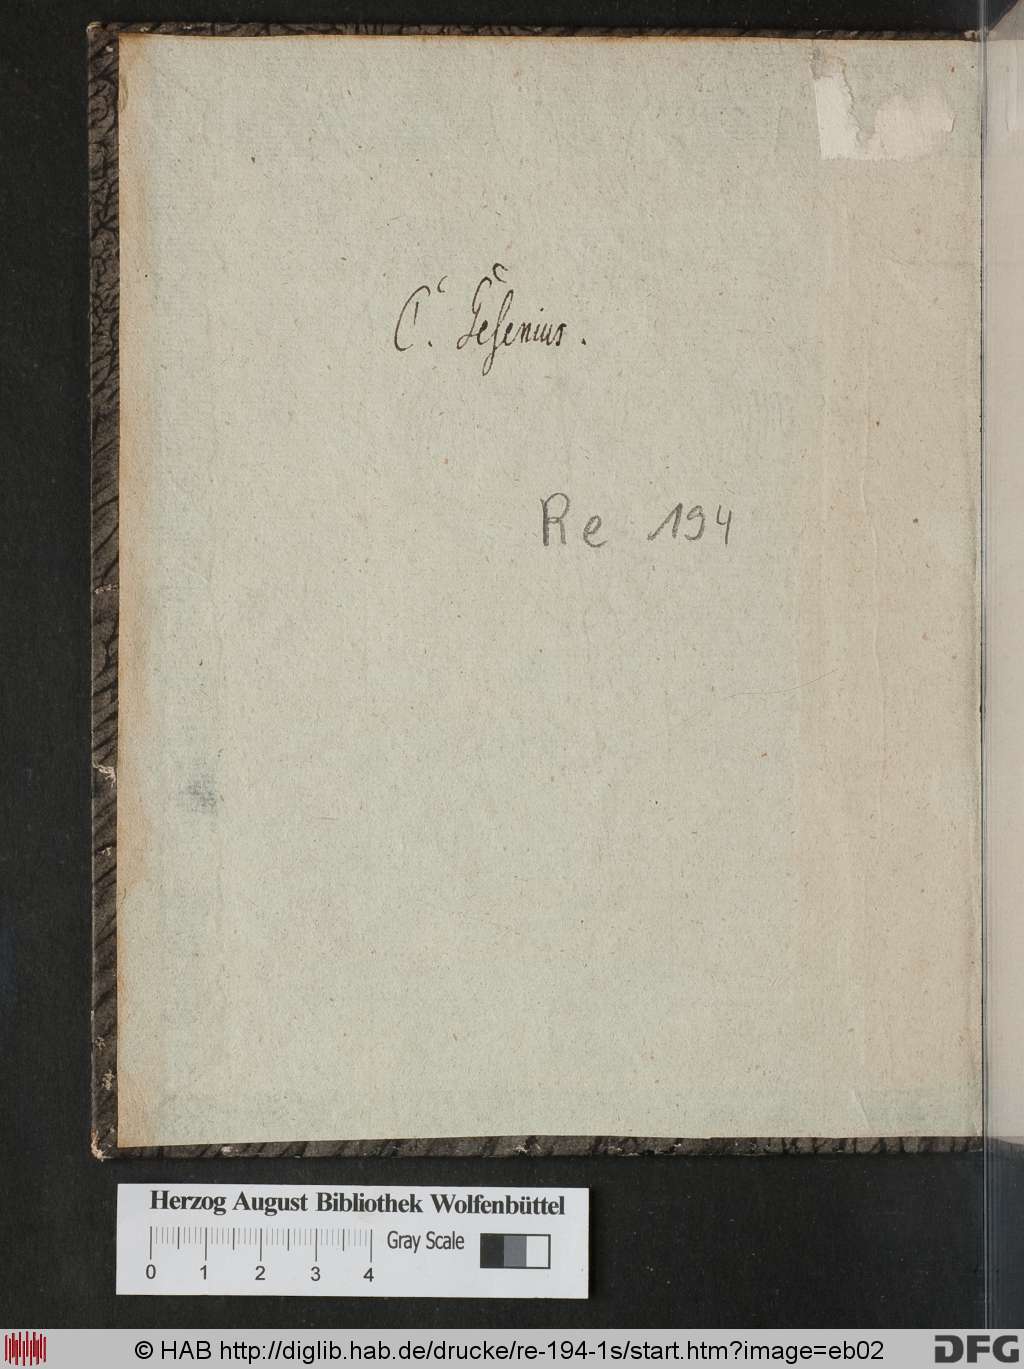 C. Gesenius.
Re 194
Herzog August Bibliothek Wolfenbüttel
Gray Scale
0 1 2 3 4
© HAB http://diglib.hab.de/drucke/re-194-1s/start.htm?image=eb02
DFG